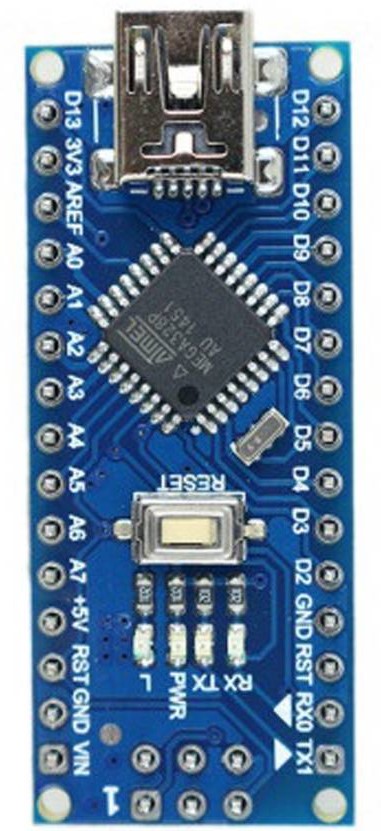 D13
3V3
AREF
A0
A1
A2
A3
A4
A5
A6
A7
+5V
RST
GND
VIN
D12
D11
D10
D9
D8
D7
D6
D5
D4
D3
D2
GND
RST
RX0
TX1
ATMEL
MEGA328P
AU 1451
RESET
L
PWR
TX
RX
1